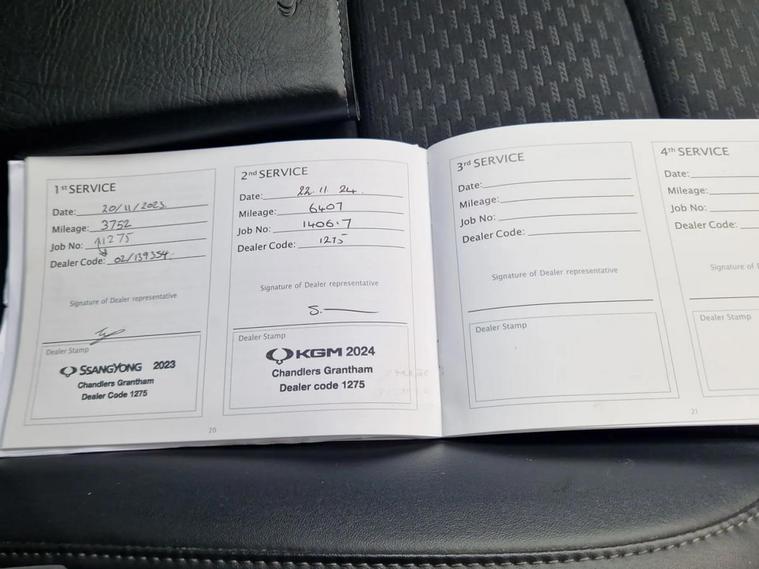 1st SERVICE
Date: 20/11/2023
Mileage: 3752
Job No: 11275
Dealer Code: 02/139354.
Signature of Dealer representative
Dealer Stamp
SSANGYONG 2023
Chandlers Grantham
Dealer Code 1275
20
2nd SERVICE
Date: 22.11 24.
Mileage: 6407
Job No: 1406.7
Dealer Code: 1275
Signature of Dealer representative
Dealer Stamp
KGM 2024
Chandlers Grantham
Dealer code 1275
3rd SERVICE
Date:
Mileage:
Job No:
Dealer Code:
Signature of Dealer representative
Dealer Stamp
21
4th SERVICE
Date:
Mileage:
Job No:
Dealer Code:
Signature of
Dealer Stamp